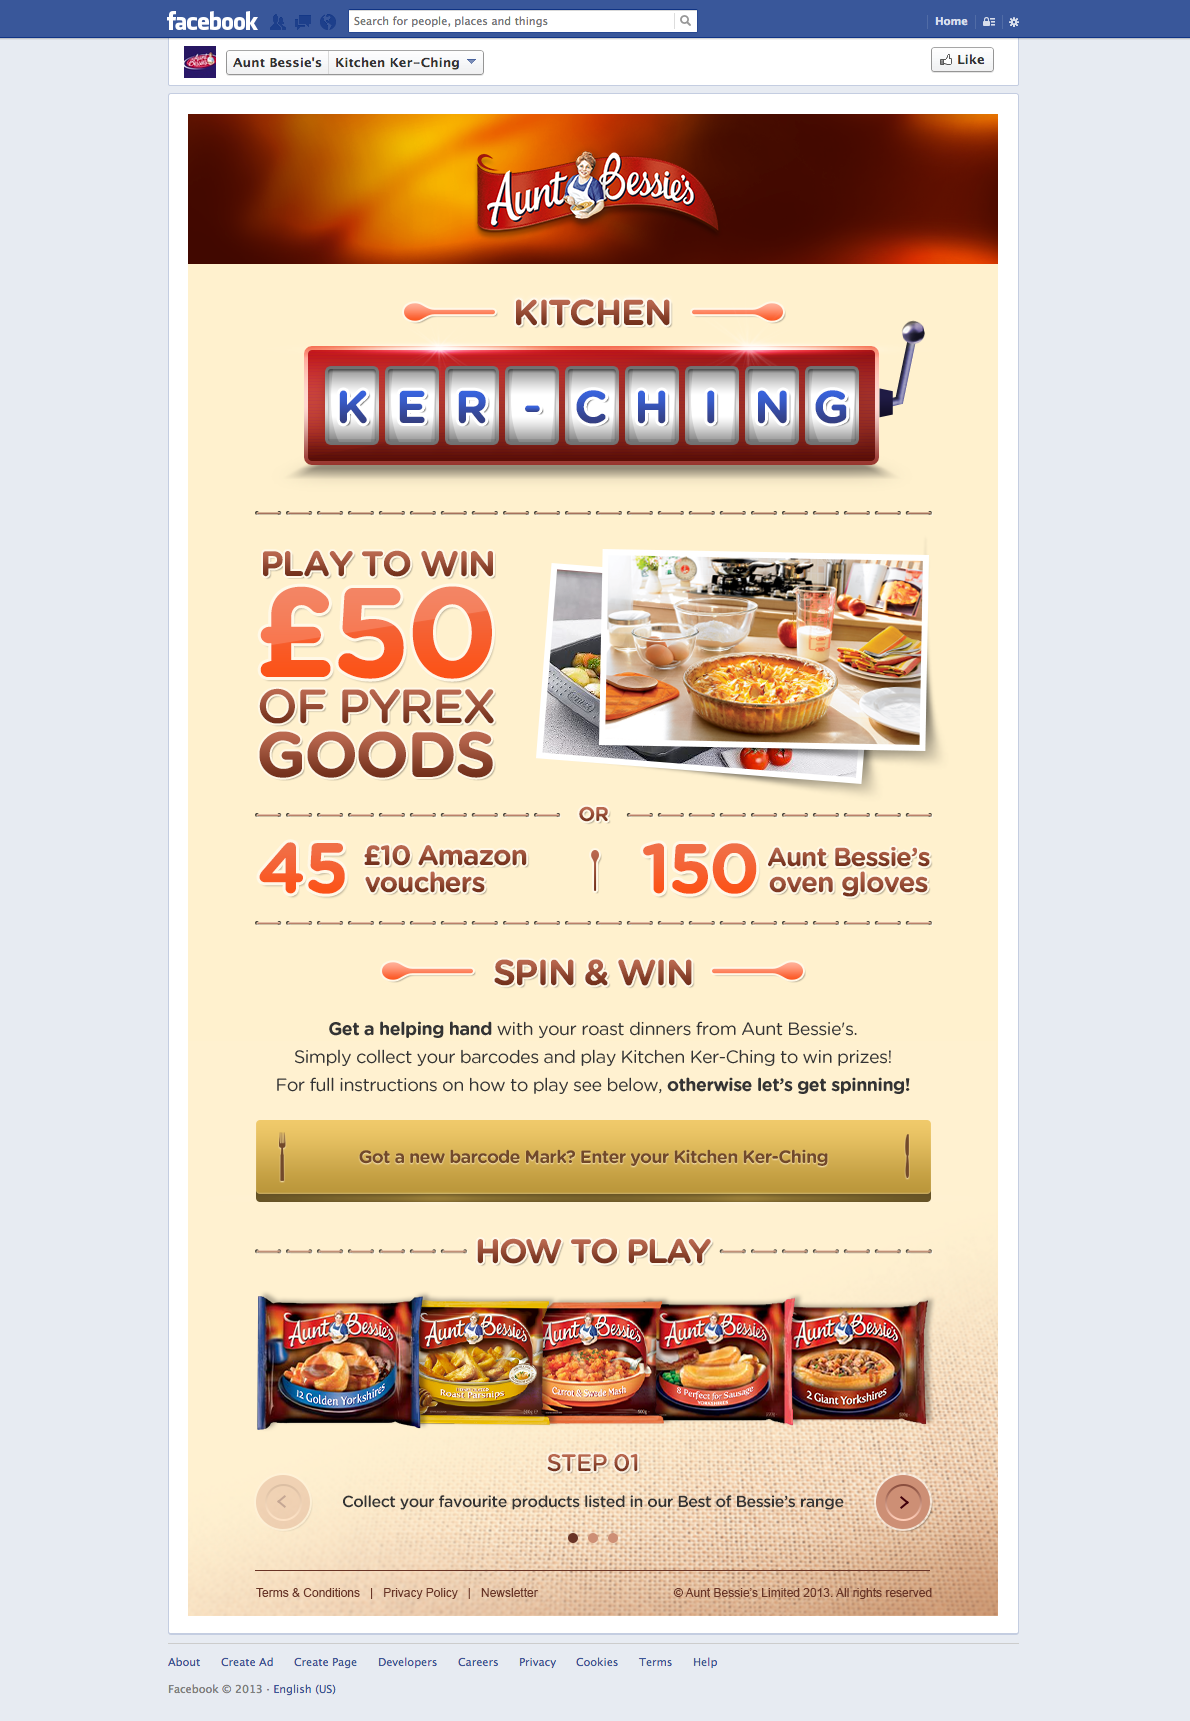 facebook
Search for people, places and things
Home
Aunt Bessie's
Kitchen Ker-Ching
Like
Aunt Bessie's
KITCHEN
KER-CHING
PLAY TO WIN
£50
OF PYREX
GOODS
OR
45 £10 Amazon vouchers
150 Aunt Bessie's oven gloves
SPIN & WIN
Get a helping hand with your roast dinners from Aunt Bessie's.
Simply collect your barcodes and play Kitchen Ker-Ching to win prizes!
For full instructions on how to play see below, otherwise let's get spinning!
Got a new barcode Mark? Enter your Kitchen Ker-Ching
HOW TO PLAY
Aunt Bessie's
12 Golden Yorkshires
Aunt Bessie's
Roast Parsnips
Aunt Bessie's
Carrot & Swede Mash
Aunt Bessie's
8 Perfect for Sausage
YORKSHIRES
Aunt Bessie's
2 Giant Yorkshires
STEP 01
Collect your favourite products listed in our Best of Bessie's range
Terms & Conditions | Privacy Policy | Newsletter
© Aunt Bessie's Limited 2013. All rights reserved
About Create Ad Create Page Developers Careers Privacy Cookies Terms Help
Facebook © 2013 · English (US)